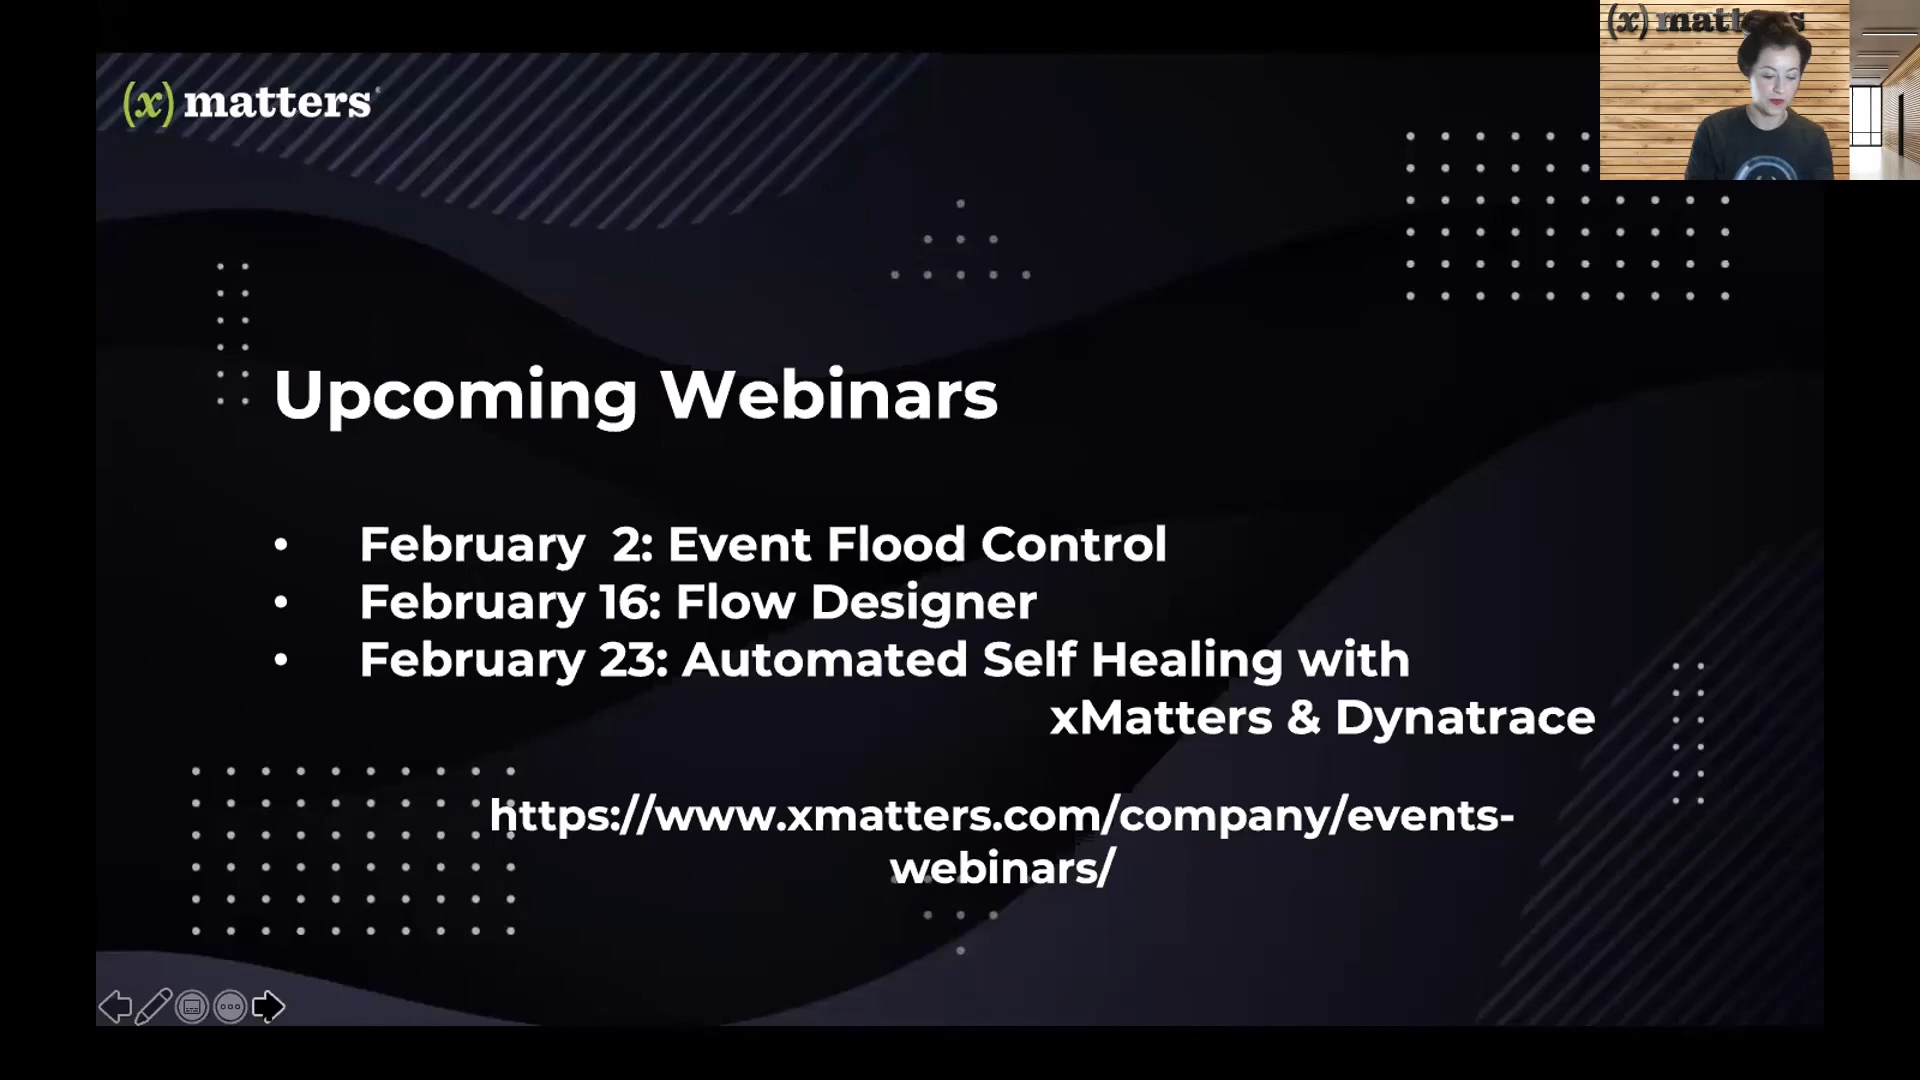 (x) matters
(x) matters®
Upcoming Webinars
• February 2: Event Flood Control
• February 16: Flow Designer
• February 23: Automated Self Healing with
xMatters & Dynatrace
https://www.xmatters.com/company/events-
webinars/